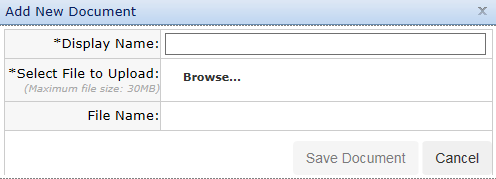 Add New Document x
*Display Name:
*Select File to Upload: Browse...
(Maximum file size: 30MB)
File Name:
Save Document Cancel